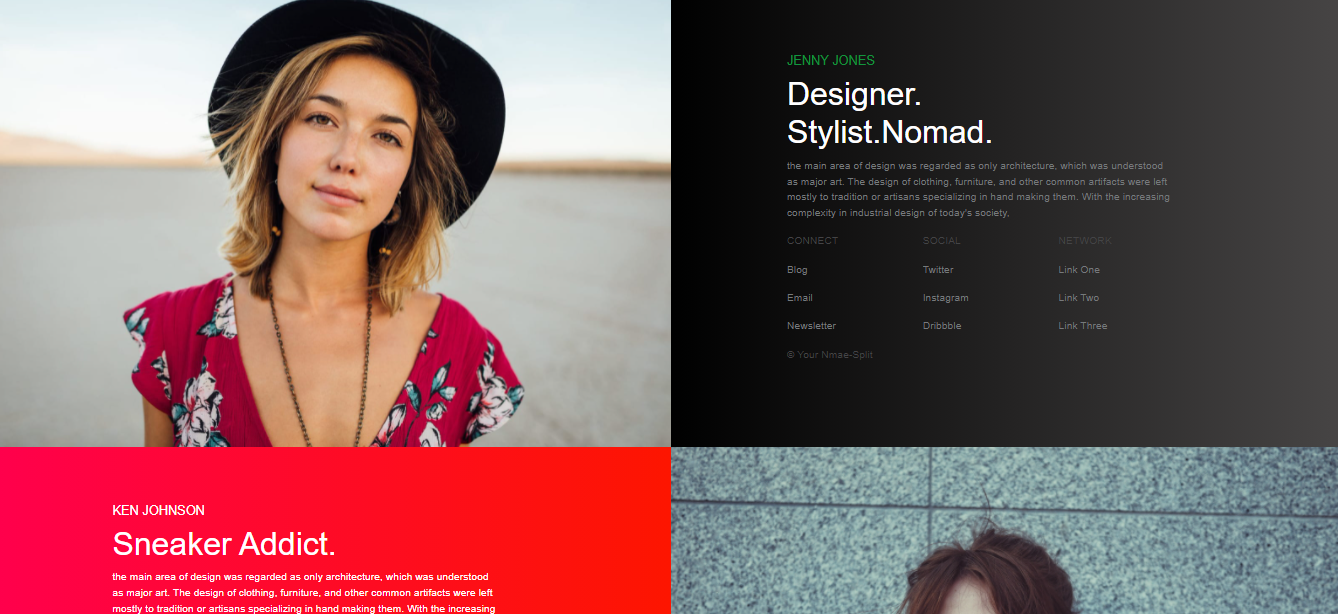 JENNY JONES
Designer.
Stylist.Nomad.
the main area of design was regarded as only architecture, which was understood
as major art. The design of clothing, furniture, and other common artifacts were left
mostly to tradition or artisans specializing in hand making them. With the increasing
complexity in industrial design of today's society,
CONNECT SOCIAL NETWORK
Blog Twitter Link One
Email Instagram Link Two
Newsletter Dribbble Link Three
© Your Nmae-Split
KEN JOHNSON
Sneaker Addict.
the main area of design was regarded as only architecture, which was understood
as major art. The design of clothing, furniture, and other common artifacts were left
mostly to tradition or artisans specializing in hand making them. With the increasing